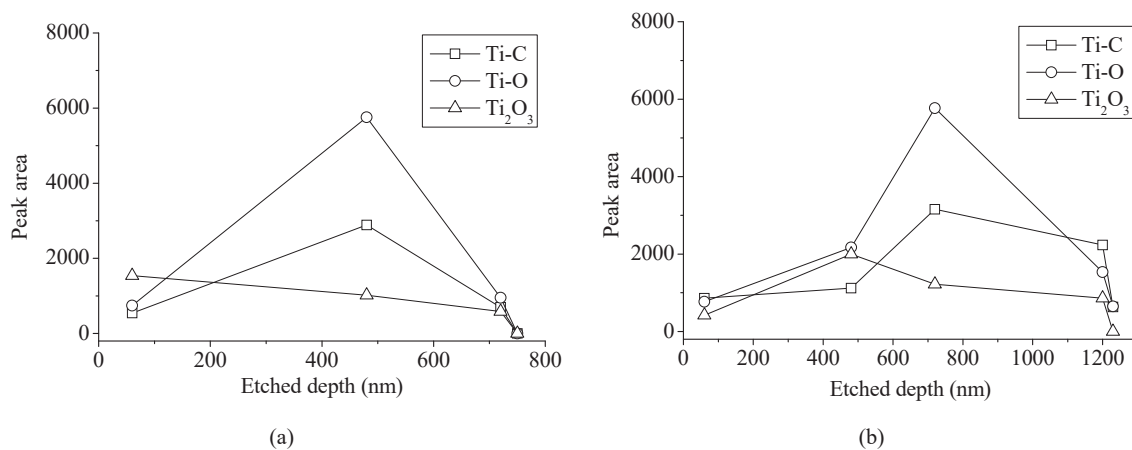 8000
6000
4000
2000
0
Peak area
Ti-C
Ti-O
Ti₂O₃
0 200 400 600 800
Etched depth (nm)
(a)
8000
6000
4000
2000
0
Peak area
Ti-C
Ti-O
Ti₂O₃
0 200 400 600 800 1000 1200
Etched depth (nm)
(b)